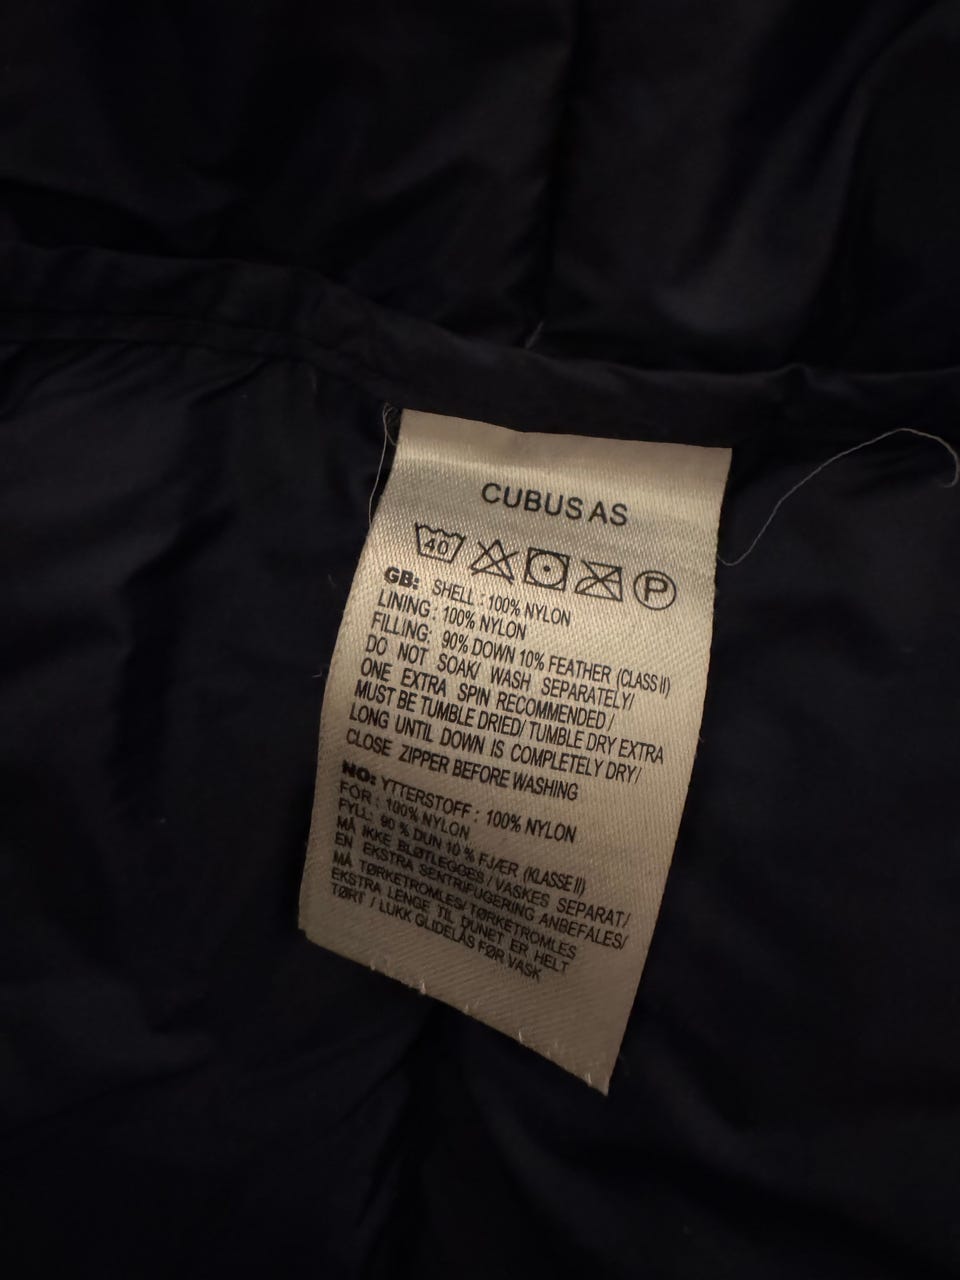 CUBUS AS
40 P
GB: SHELL : 100% NYLON
LINING : 100% NYLON
FILLING: 90% DOWN 10% FEATHER (CLASS II)
DO NOT SOAK/ WASH SEPARATELY/
ONE EXTRA SPIN RECOMMENDED /
MUST BE TUMBLE DRIED/ TUMBLE DRY EXTRA
LONG UNTIL DOWN IS COMPLETELY DRY/
CLOSE ZIPPER BEFORE WASHING
NO: YTTERSTOFF : 100% NYLON
FÔR : 100% NYLON
FYLL: 90 % DUN 10 % FJÆR (KLASSE II)
MÅ IKKE BLØTLEGGES / VASKES SEPARAT/
EN EKSTRA SENTRIFUGERING ANBEFALES/
MÅ TØRKETROMLES/ TØRKETROMLES
EKSTRA LENGE TIL DUNET ER HELT
TØRT / LUKK GLIDELÅS FØR VASK